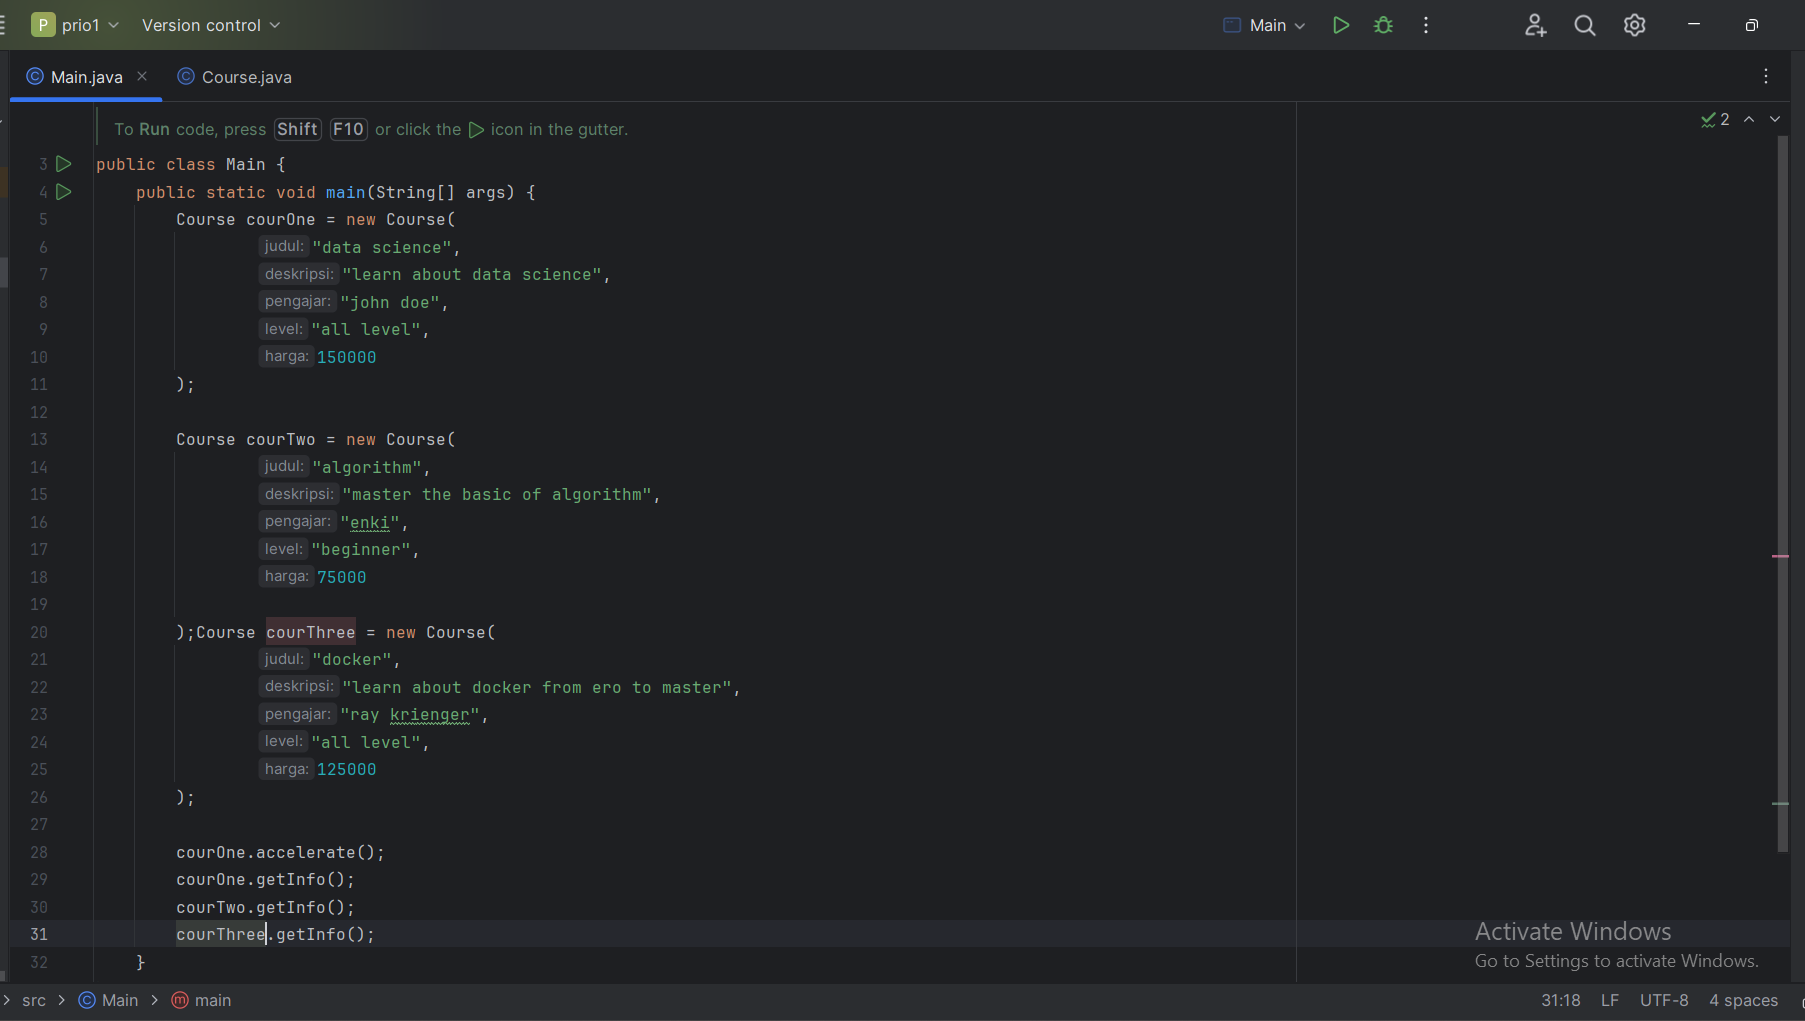 P prio1 Version control Main
Main.java Course.java
To Run code, press Shift F10 or click the icon in the gutter.
2
3 public class Main {
4 public static void main(String[] args) {
5 Course courOne = new Course(
6 judul: "data science",
7 deskripsi: "learn about data science",
8 pengajar: "john doe",
9 level: "all level",
10 harga: 150000
11 );
12
13 Course courTwo = new Course(
14 judul: "algorithm",
15 deskripsi: "master the basic of algorithm",
16 pengajar: "enki",
17 level: "beginner",
18 harga: 75000
19
20 );Course courThree = new Course(
21 judul: "docker",
22 deskripsi: "learn about docker from ero to master",
23 pengajar: "ray krienger",
24 level: "all level",
25 harga: 125000
26 );
27
28 courOne.accelerate();
29 courOne.getInfo();
30 courTwo.getInfo();
31 courThree.getInfo();
32 }
Activate Windows
Go to Settings to activate Windows.
src C Main m main 31:18 LF UTF-8 4 spaces